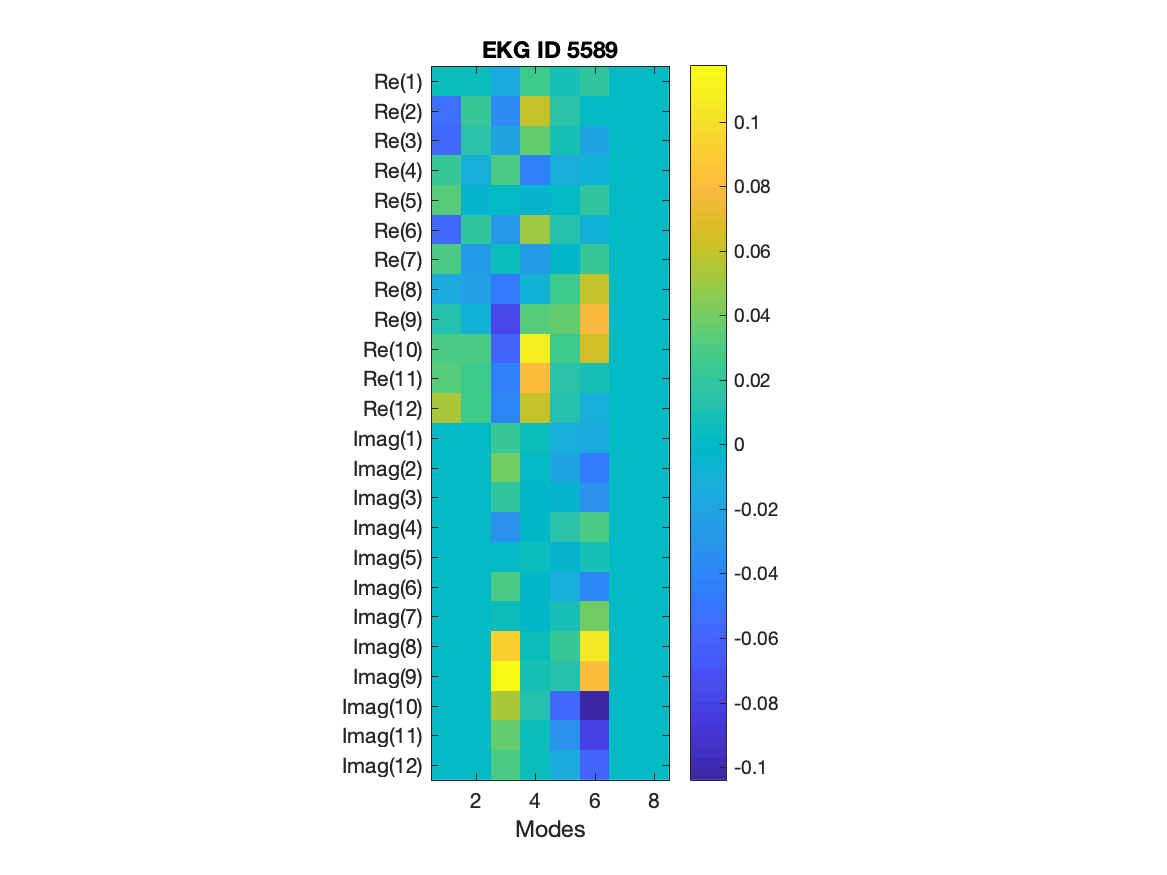 EKG ID 5589
Re(1)
Re(2)
Re(3)
Re(4)
Re(5)
Re(6)
Re(7)
Re(8)
Re(9)
Re(10)
Re(11)
Re(12)
Imag(1)
Imag(2)
Imag(3)
Imag(4)
Imag(5)
Imag(6)
Imag(7)
Imag(8)
Imag(9)
Imag(10)
Imag(11)
Imag(12)
2 4 6 8
Modes
0.1
0.08
0.06
0.04
0.02
0
-0.02
-0.04
-0.06
-0.08
-0.1